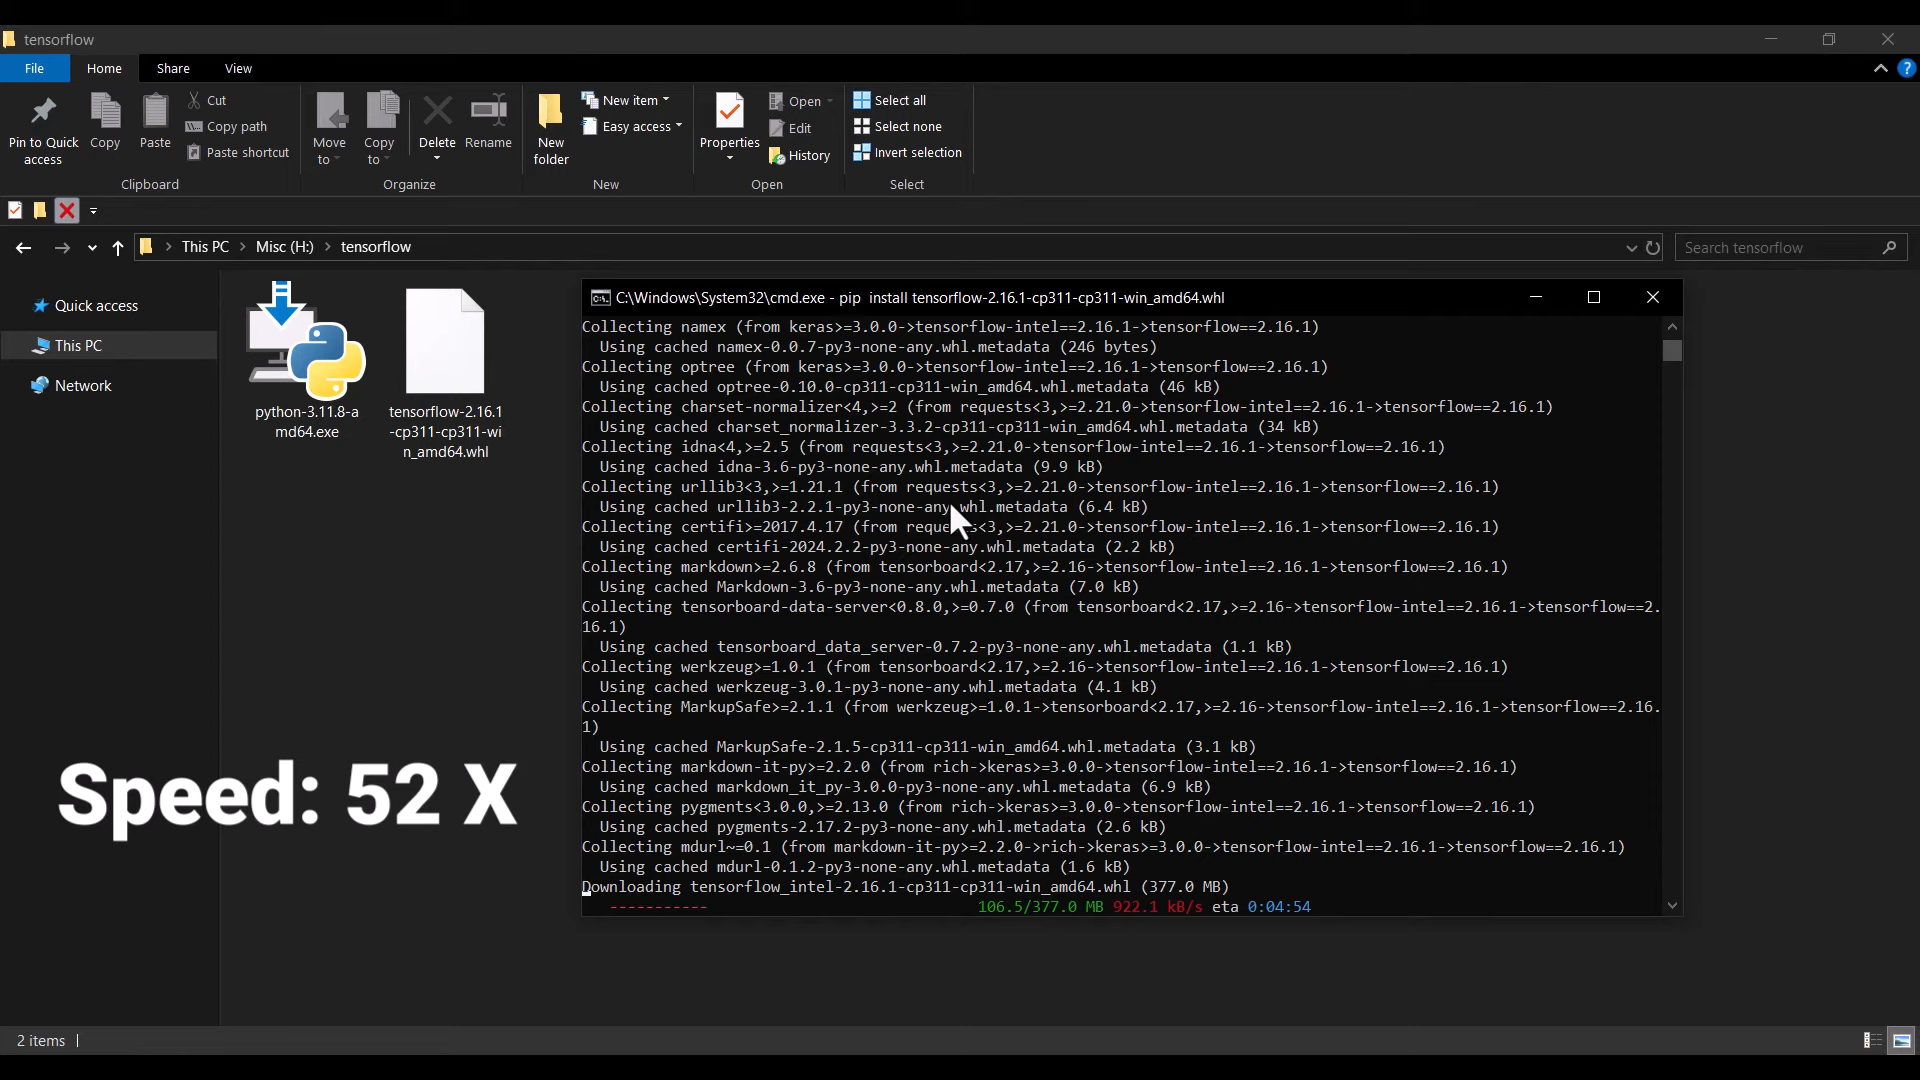 tensorflow
File
Home
Share
View
Pin to Quick
access
Copy
Paste
Cut
Copy path
Paste shortcut
Clipboard
Move
to
Copy
to
Delete
Rename
Organize
New
folder
New item
Easy access
New
Properties
Open
Edit
History
Open
Select all
Select none
Invert selection
Select
This PC
Misc (H:)
tensorflow
Search tensorflow
Quick access
This PC
Network
python-3.11.8-a
md64.exe
tensorflow-2.16.1
-cp311-cp311-wi
n_amd64.whl
C:\Windows\System32\cmd.exe - pip  install tensorflow-2.16.1-cp311-cp311-win_amd64.whl
Collecting namex (from keras>=3.0.0->tensorflow-intel==2.16.1->tensorflow==2.16.1)
Using cached namex-0.0.7-py3-none-any.whl.metadata (246 bytes)
Collecting optree (from keras>=3.0.0->tensorflow-intel==2.16.1->tensorflow==2.16.1)
Using cached optree-0.10.0-cp311-cp311-win_amd64.whl.metadata (46 kB)
Collecting charset-normalizer<4,>=2 (from requests<3,>=2.21.0->tensorflow-intel==2.16.1->tensorflow==2.16.1)
Using cached charset_normalizer-3.3.2-cp311-cp311-win_amd64.whl.metadata (34 kB)
Collecting idna<4,>=2.5 (from requests<3,>=2.21.0->tensorflow-intel==2.16.1->tensorflow==2.16.1)
Using cached idna-3.6-py3-none-any.whl.metadata (9.9 kB)
Collecting urllib3<3,>=1.21.1 (from requests<3,>=2.21.0->tensorflow-intel==2.16.1->tensorflow==2.16.1)
Using cached urllib3-2.2.1-py3-none-any.whl.metadata (6.4 kB)
Collecting certifi>=2017.4.17 (from requests<3,>=2.21.0->tensorflow-intel==2.16.1->tensorflow==2.16.1)
Using cached certifi-2024.2.2-py3-none-any.whl.metadata (2.2 kB)
Collecting markdown>=2.6.8 (from tensorboard<2.17,>=2.16->tensorflow-intel==2.16.1->tensorflow==2.16.1)
Using cached Markdown-3.6-py3-none-any.whl.metadata (7.0 kB)
Collecting tensorboard-data-server<0.8.0,>=0.7.0 (from tensorboard<2.17,>=2.16->tensorflow-intel==2.16.1->tensorflow==2.
16.1)
Using cached tensorboard_data_server-0.7.2-py3-none-any.whl.metadata (1.1 kB)
Collecting werkzeug>=1.0.1 (from tensorboard<2.17,>=2.16->tensorflow-intel==2.16.1->tensorflow==2.16.1)
Using cached werkzeug-3.0.1-py3-none-any.whl.metadata (4.1 kB)
Collecting MarkupSafe>=2.1.1 (from werkzeug>=1.0.1->tensorboard<2.17,>=2.16->tensorflow-intel==2.16.1->tensorflow==2.16.
1)
Using cached MarkupSafe-2.1.5-cp311-cp311-win_amd64.whl.metadata (3.1 kB)
Collecting markdown-it-py>=2.2.0 (from rich->keras>=3.0.0->tensorflow-intel==2.16.1->tensorflow==2.16.1)
Using cached markdown_it_py-3.0.0-py3-none-any.whl.metadata (6.9 kB)
Collecting pygments<3.0.0,>=2.13.0 (from rich->keras>=3.0.0->tensorflow-intel==2.16.1->tensorflow==2.16.1)
Using cached pygments-2.17.2-py3-none-any.whl.metadata (2.6 kB)
Collecting mdurl~=0.1 (from markdown-it-py>=2.2.0->rich->keras>=3.0.0->tensorflow-intel==2.16.1->tensorflow==2.16.1)
Using cached mdurl-0.1.2-py3-none-any.whl.metadata (1.6 kB)
Downloading tensorflow_intel-2.16.1-cp311-cp311-win_amd64.whl (377.0 MB)
----------- 106.5/377.0 MB 922.1 kB/s eta 0:04:54
Speed: 52 X
2 items